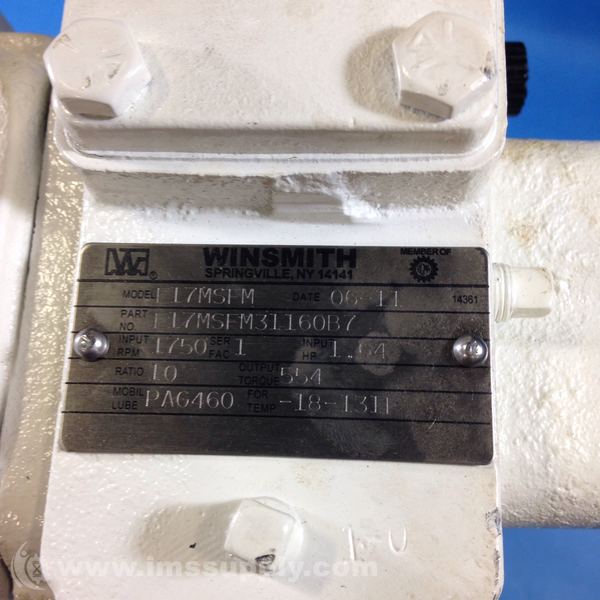 WINSMITH
SPRINGVILLE, NY 14141
MEMBER OF
MODEL E17MSFM DATE 06-11 14361
PART NO. E17MSFM31160B7
INPUT RPM 1750 SER FAC 1 INPUT HP 1.64
RATIO 10 OUTPUT TORQUE 554
MOBIL LUBE PAG460 FOR TEMP -18-131F
www.imssupply.com